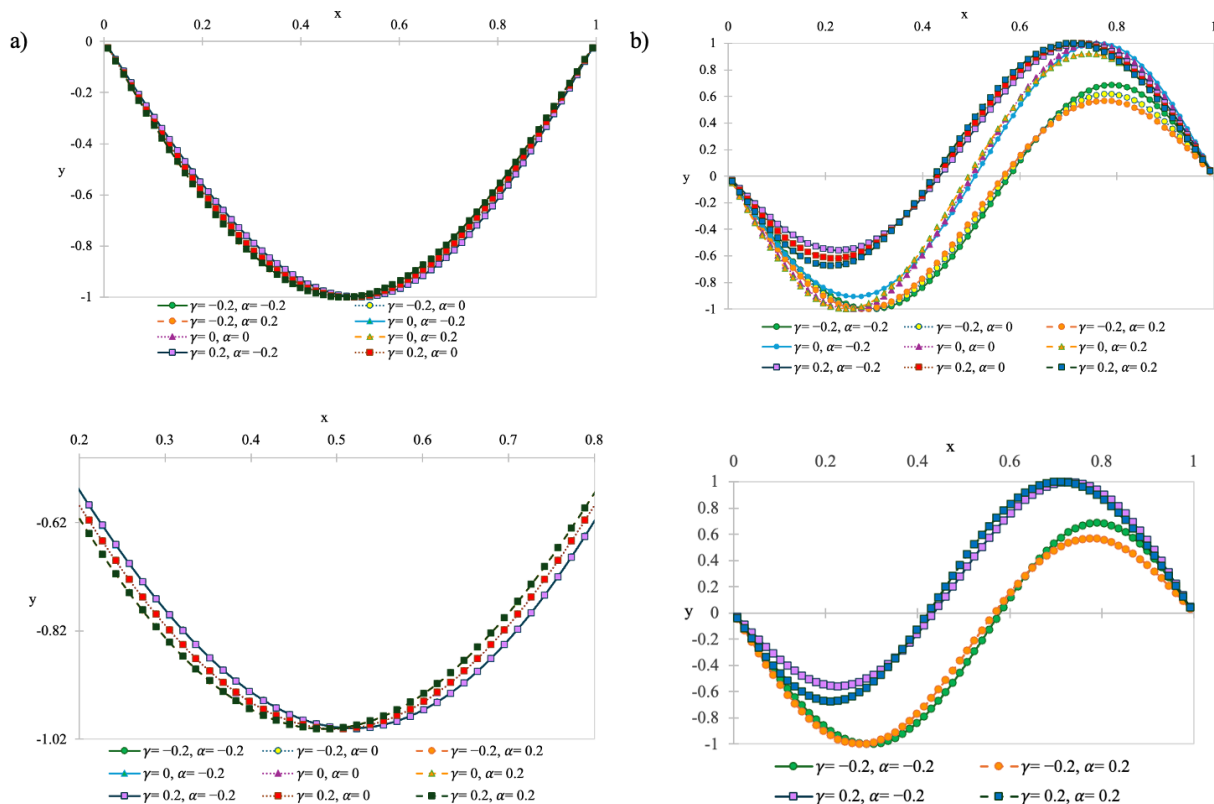 a)
x
0 0.2 0.4 0.6 0.8 1
0
-0.2
-0.4
y
-0.6
-0.8
-1
γ= −0.2, α= −0.2 γ= −0.2, α= 0
γ= −0.2, α= 0.2 γ= 0, α= −0.2
γ= 0, α= 0 γ= 0, α= 0.2
γ= 0.2, α= −0.2 γ= 0.2, α= 0
b)
x
0 0.2 0.4 0.6 0.8 1
1
0.8
0.6
0.4
0.2
y 0
-0.2
-0.4
-0.6
-0.8
-1
γ= −0.2, α= −0.2 γ= −0.2, α= 0 γ= −0.2, α= 0.2
γ= 0, α= −0.2 γ= 0, α= 0 γ= 0, α= 0.2
γ= 0.2, α= −0.2 γ= 0.2, α= 0 γ= 0.2, α= 0.2
x
0.2 0.3 0.4 0.5 0.6 0.7 0.8
-0.62
y
-0.82
-1.02
γ= −0.2, α= −0.2 γ= −0.2, α= 0 γ= −0.2, α= 0.2
γ= 0, α= −0.2 γ= 0, α= 0 γ= 0, α= 0.2
γ= 0.2, α= −0.2 γ= 0.2, α= 0 γ= 0.2, α= 0.2
x
0 0.2 0.4 0.6 0.8 1
1
0.8
0.6
0.4
0.2
y 0
-0.2
-0.4
-0.6
-0.8
-1
γ= −0.2, α= −0.2 γ= −0.2, α= 0.2
γ= 0.2, α= −0.2 γ= 0.2, α= 0.2